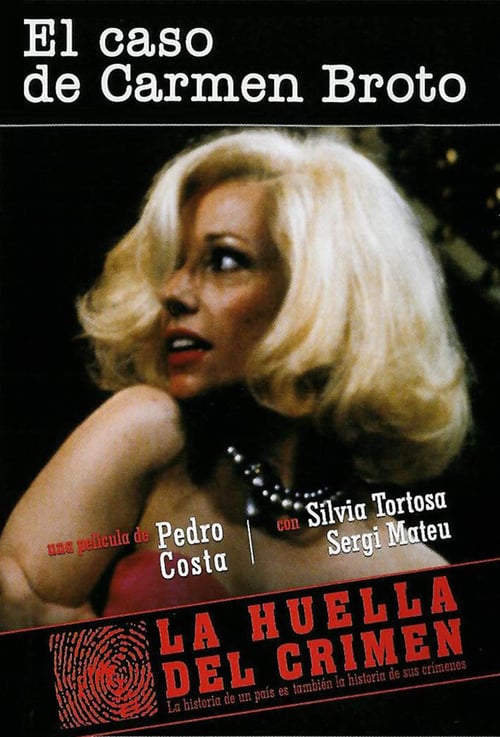 El caso
de Carmen Broto
una película de Pedro
Costa
con Silvia Tortosa
Sergi Mateu
LA HUELLA
DEL CRIMEN
La historia de un país es también la historia de sus crímenes